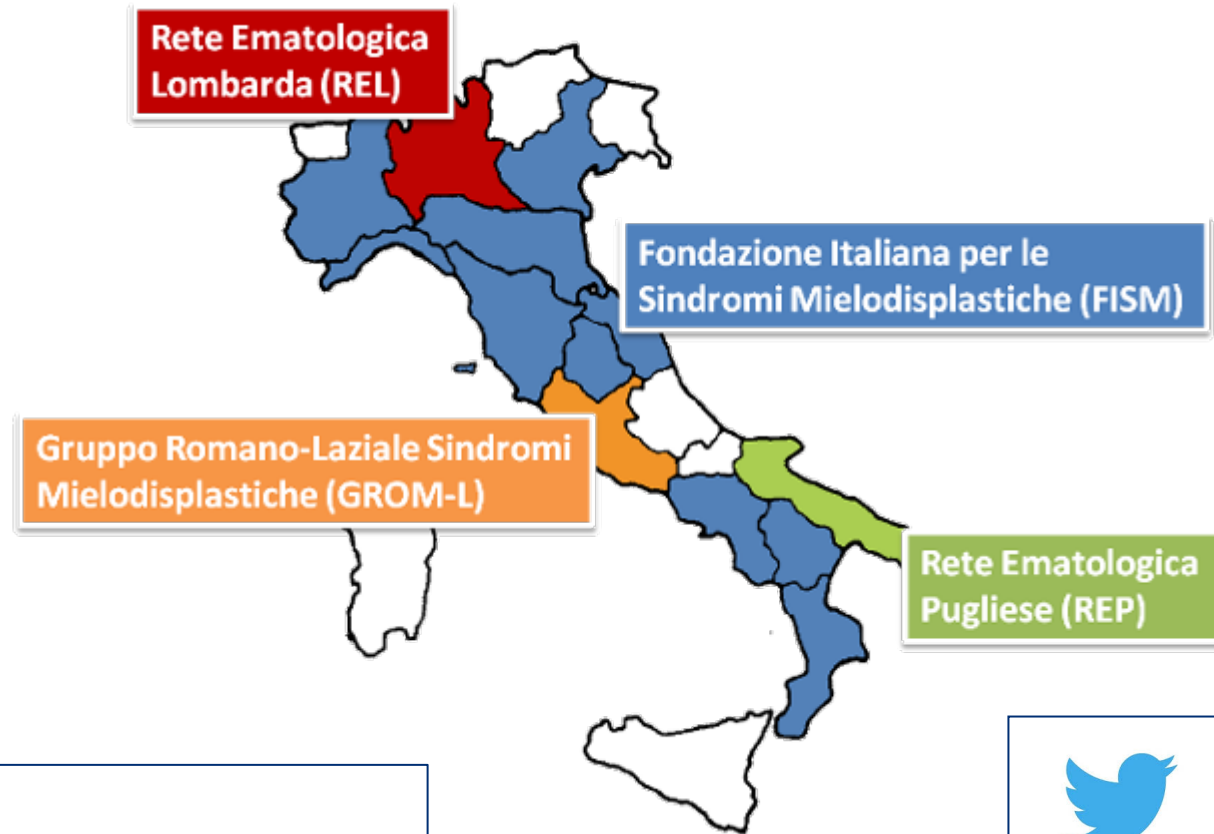 Rete Ematologica
Lombarda (REL)
Fondazione Italiana per le
Sindromi Mielodisplastiche (FISM)
Gruppo Romano-Laziale Sindromi
Mielodisplastiche (GROM-L)
Rete Ematologica
Pugliese (REP)